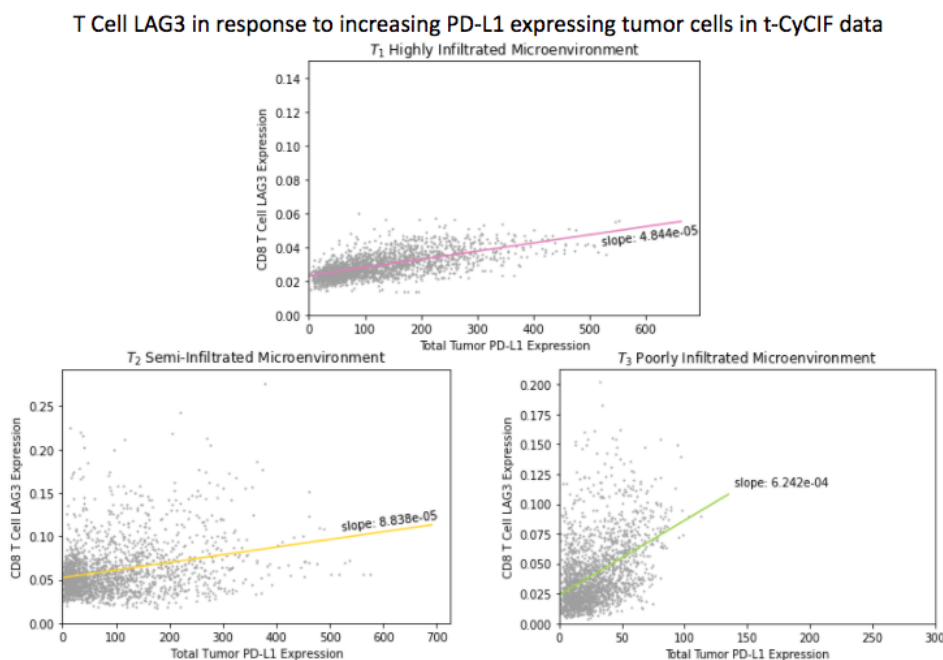 T Cell LAG3 in response to increasing PD-L1 expressing tumor cells in t-CyCIF data
T₁ Highly Infiltrated Microenvironment
CD8 T Cell LAG3 Expression
0.14
0.12
0.10
0.08
0.06
0.04
0.02
0.00
slope: 4.844e-05
0 100 200 300 400 500 600
Total Tumor PD-L1 Expression
T₂ Semi-Infiltrated Microenvironment
CD8 T Cell LAG3 Expression
0.25
0.20
0.15
0.10
0.05
0.00
slope: 8.838e-05
0 100 200 300 400 500 600 700
Total Tumor PD-L1 Expression
T₃ Poorly Infiltrated Microenvironment
CD8 T Cell LAG3 Expression
0.200
0.175
0.150
0.125
0.100
0.075
0.050
0.025
0.000
slope: 6.242e-04
0 50 100 150 200 250 300
Total Tumor PD-L1 Expression